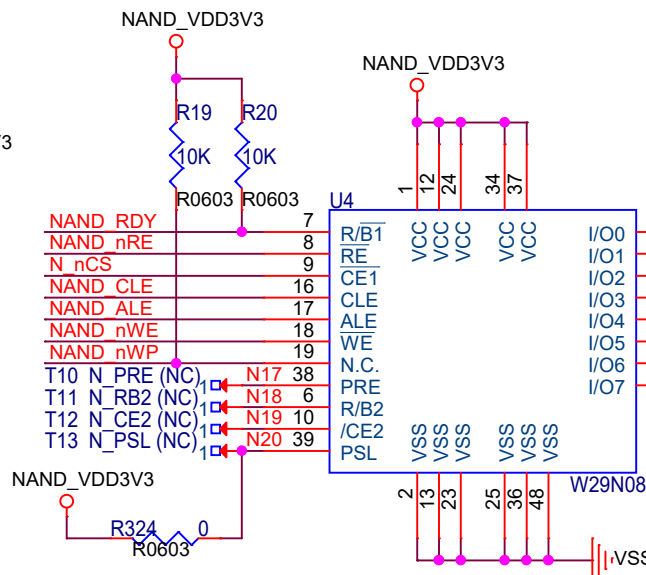 NAND_VDD3V3
NAND_VDD3V3
V3
R19
R20
10K
10K
R0603
R0603
U4
1
12
24
34
37
VCC
VCC
VCC
VCC
VCC
NAND_RDY 7 R/B1 I/O0
NAND_nRE 8 RE I/O1
N_nCS 9 CE1 I/O2
NAND_CLE 16 CLE I/O3
NAND_ALE 17 ALE I/O4
NAND_nWE 18 WE I/O5
NAND_nWP 19 N.C. I/O6
T10 N_PRE (NC) 1 N17 38 PRE I/O7
T11 N_RB2 (NC) 1 N18 6 R/B2
T12 N_CE2 (NC) 1 N19 10 /CE2
T13 N_PSL (NC) 1 N20 39 PSL
VSS
VSS
VSS
VSS
VSS
VSS
2
13
23
25
36
48
W29N08
NAND_VDD3V3
R324 0
R0603
VSS